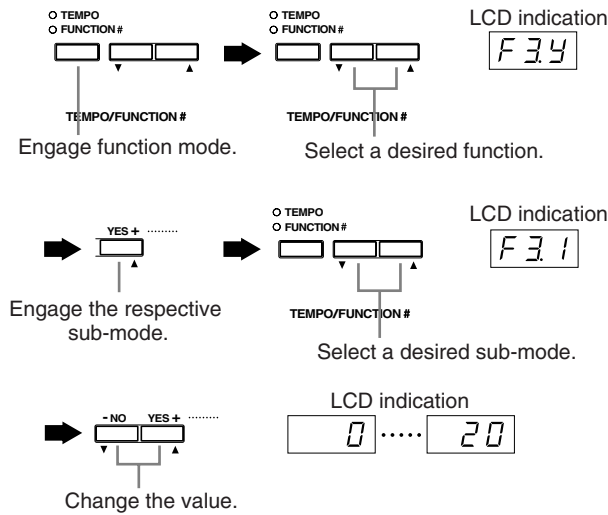 TEMPO
FUNCTION #
▼ ▲
TEMPO/FUNCTION #
Engage function mode.
TEMPO
FUNCTION #
▼ ▲
TEMPO/FUNCTION #
Select a desired function.
LCD indication
F 3.Y
YES + ·········
▲
Engage the respective
sub-mode.
TEMPO
FUNCTION #
▼ ▲
TEMPO/FUNCTION #
Select a desired sub-mode.
LCD indication
F 3. 1
- NO YES + ·········
▼ ▲
Change the value.
LCD indication
0 ····· 20